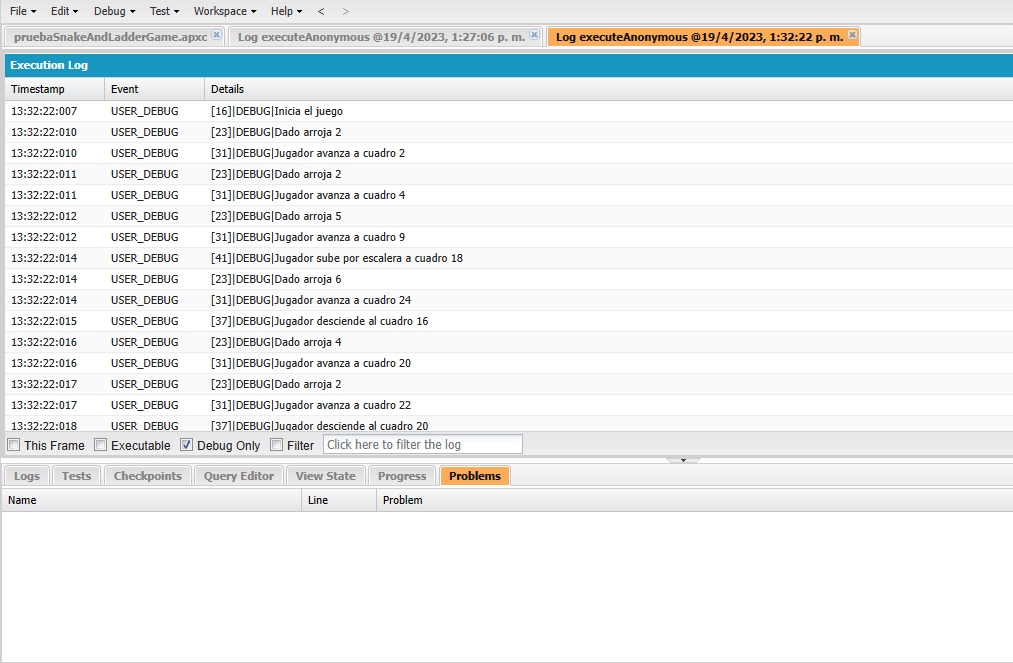 File Edit Debug Test Workspace Help < >
pruebaSnakeAndLadderGame.apxc Log executeAnonymous @19/4/2023, 1:27:06 p. m. Log executeAnonymous @19/4/2023, 1:32:22 p. m.
Execution Log
Timestamp Event Details
13:32:22:007 USER_DEBUG [16]|DEBUG|Inicia el juego
13:32:22:010 USER_DEBUG [23]|DEBUG|Dado arroja 2
13:32:22:010 USER_DEBUG [31]|DEBUG|Jugador avanza a cuadro 2
13:32:22:011 USER_DEBUG [23]|DEBUG|Dado arroja 2
13:32:22:011 USER_DEBUG [31]|DEBUG|Jugador avanza a cuadro 4
13:32:22:012 USER_DEBUG [23]|DEBUG|Dado arroja 5
13:32:22:012 USER_DEBUG [31]|DEBUG|Jugador avanza a cuadro 9
13:32:22:014 USER_DEBUG [41]|DEBUG|Jugador sube por escalera a cuadro 18
13:32:22:014 USER_DEBUG [23]|DEBUG|Dado arroja 6
13:32:22:014 USER_DEBUG [31]|DEBUG|Jugador avanza a cuadro 24
13:32:22:015 USER_DEBUG [37]|DEBUG|Jugador desciende al cuadro 16
13:32:22:016 USER_DEBUG [23]|DEBUG|Dado arroja 4
13:32:22:016 USER_DEBUG [31]|DEBUG|Jugador avanza a cuadro 20
13:32:22:017 USER_DEBUG [23]|DEBUG|Dado arroja 2
13:32:22:017 USER_DEBUG [31]|DEBUG|Jugador avanza a cuadro 22
13:32:22:018 USER_DEBUG [37]|DEBUG|Jugador desciende al cuadro 20
This Frame Executable Debug Only Filter Click here to filter the log
Logs Tests Checkpoints Query Editor View State Progress Problems
Name Line Problem